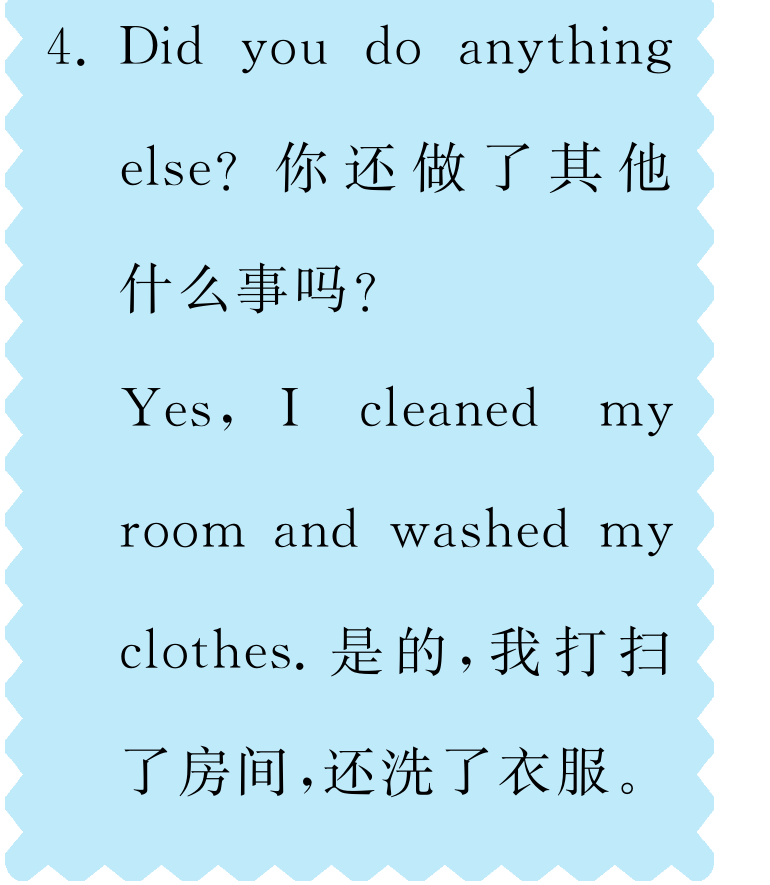 4. Did you do anything
else? 你还做了其他
什么事吗?
Yes, I cleaned my
room and washed my
clothes. 是的,我打扫
了房间,还洗了衣服。